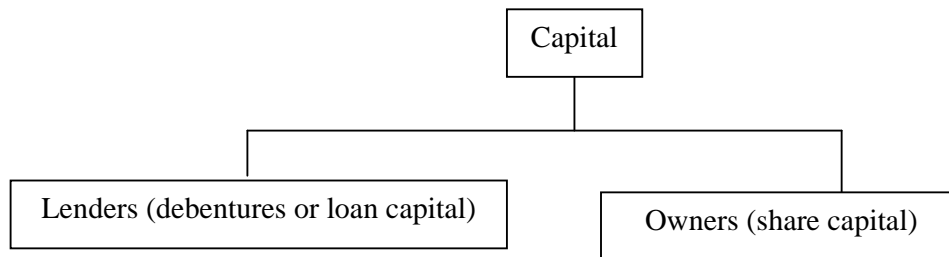 Capital
Lenders (debentures or loan capital)
Owners (share capital)